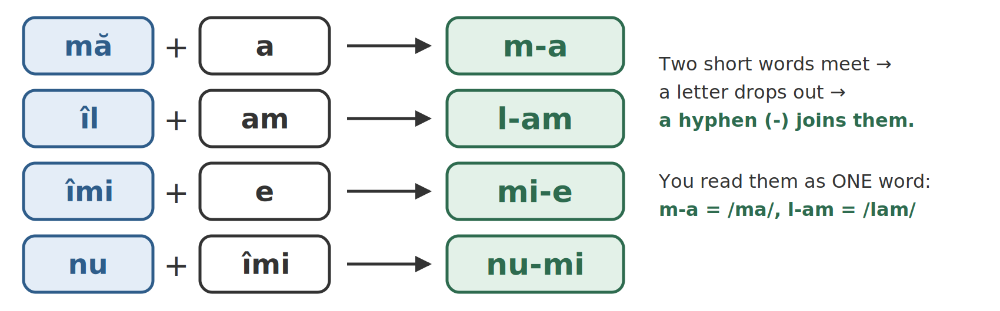 mă + a → m-a
îl + am → l-am
îmi + e → mi-e
nu + îmi → nu-mi
Two short words meet →
a letter drops out →
a hyphen (-) joins them.
You read them as ONE word:
m-a = /ma/, l-am = /lam/